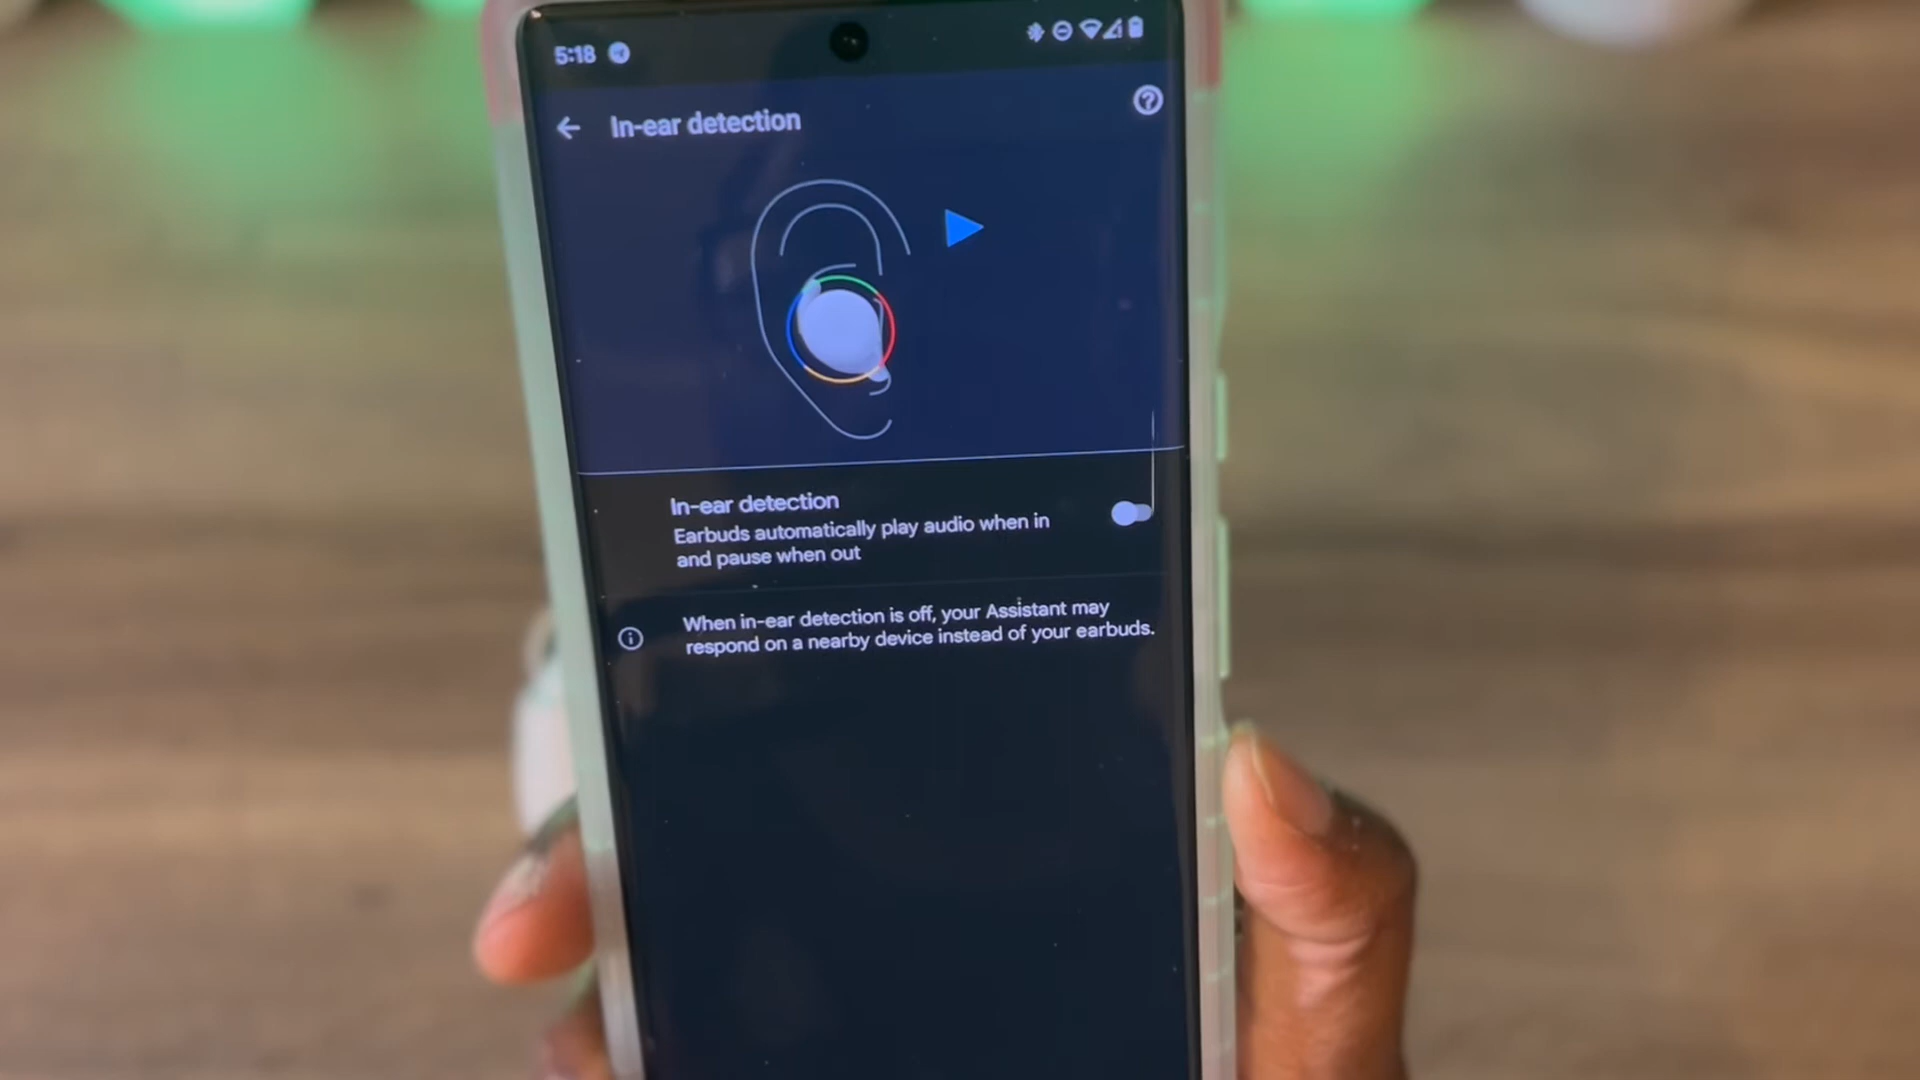 5:18
In-ear detection
In-ear detection
Earbuds automatically play audio when in
and pause when out
When in-ear detection is off, your Assistant may
respond on a nearby device instead of your earbuds.